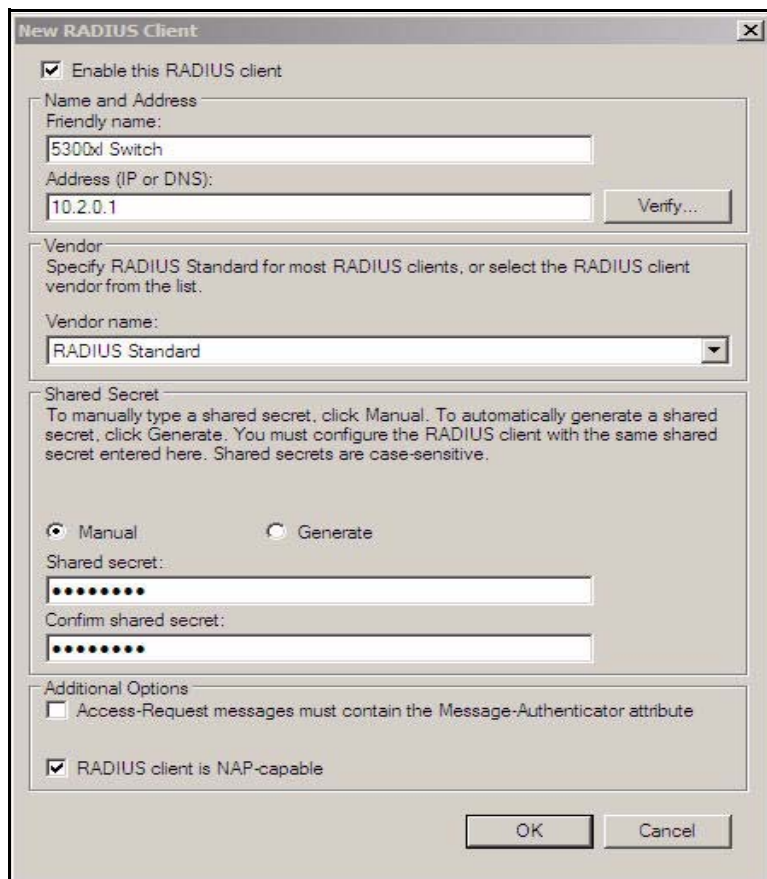 New RADIUS Client
Enable this RADIUS client
Name and Address
Friendly name:
5300xl Switch
Address (IP or DNS):
10.2.0.1
Verify...
Vendor
Specify RADIUS Standard for most RADIUS clients, or select the RADIUS client
vendor from the list.
Vendor name:
RADIUS Standard
Shared Secret
To manually type a shared secret, click Manual. To automatically generate a shared
secret, click Generate. You must configure the RADIUS client with the same shared
secret entered here. Shared secrets are case-sensitive.
Manual
Generate
Shared secret:
••••••••
Confirm shared secret:
••••••••
Additional Options
Access-Request messages must contain the Message-Authenticator attribute
RADIUS client is NAP-capable
OK
Cancel